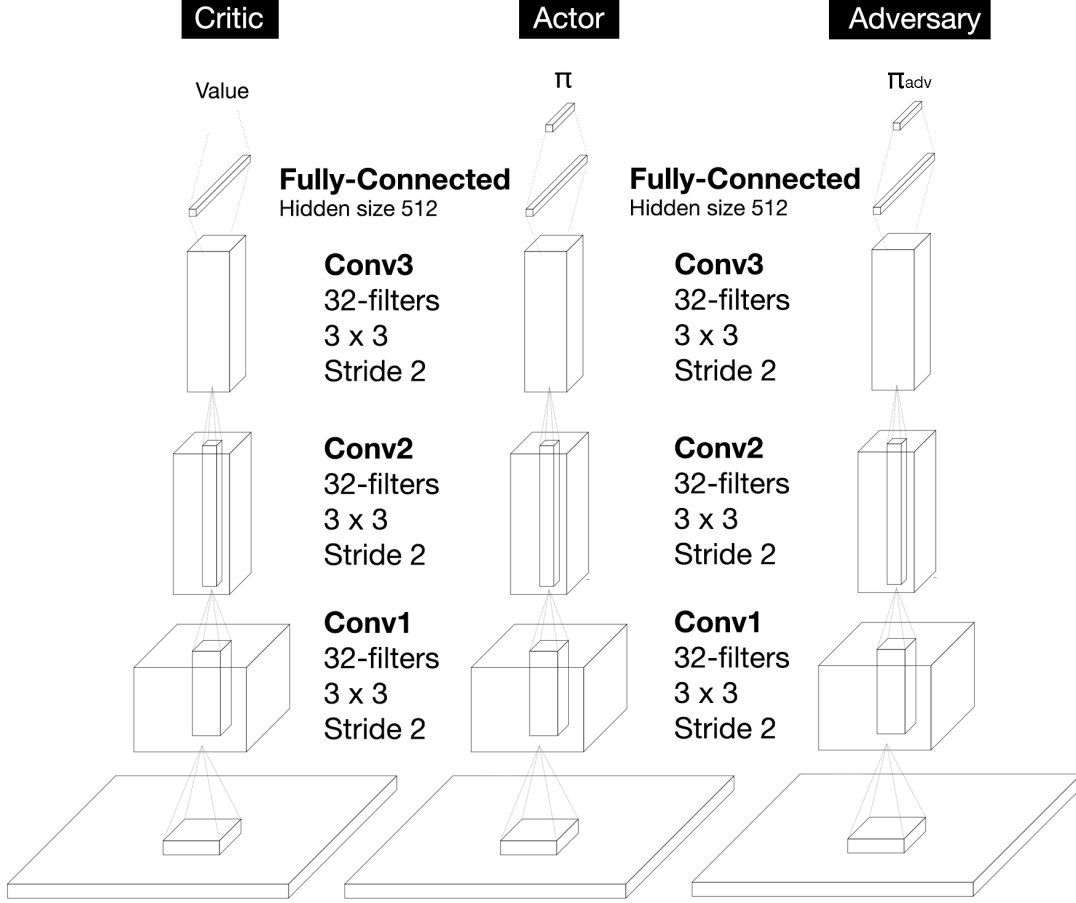 Critic
Actor
Adversary
Value
π
πadv
Fully-Connected
Hidden size 512
Fully-Connected
Hidden size 512
Conv3
32-filters
3 x 3
Stride 2
Conv3
32-filters
3 x 3
Stride 2
Conv2
32-filters
3 x 3
Stride 2
Conv2
32-filters
3 x 3
Stride 2
Conv1
32-filters
3 x 3
Stride 2
Conv1
32-filters
3 x 3
Stride 2